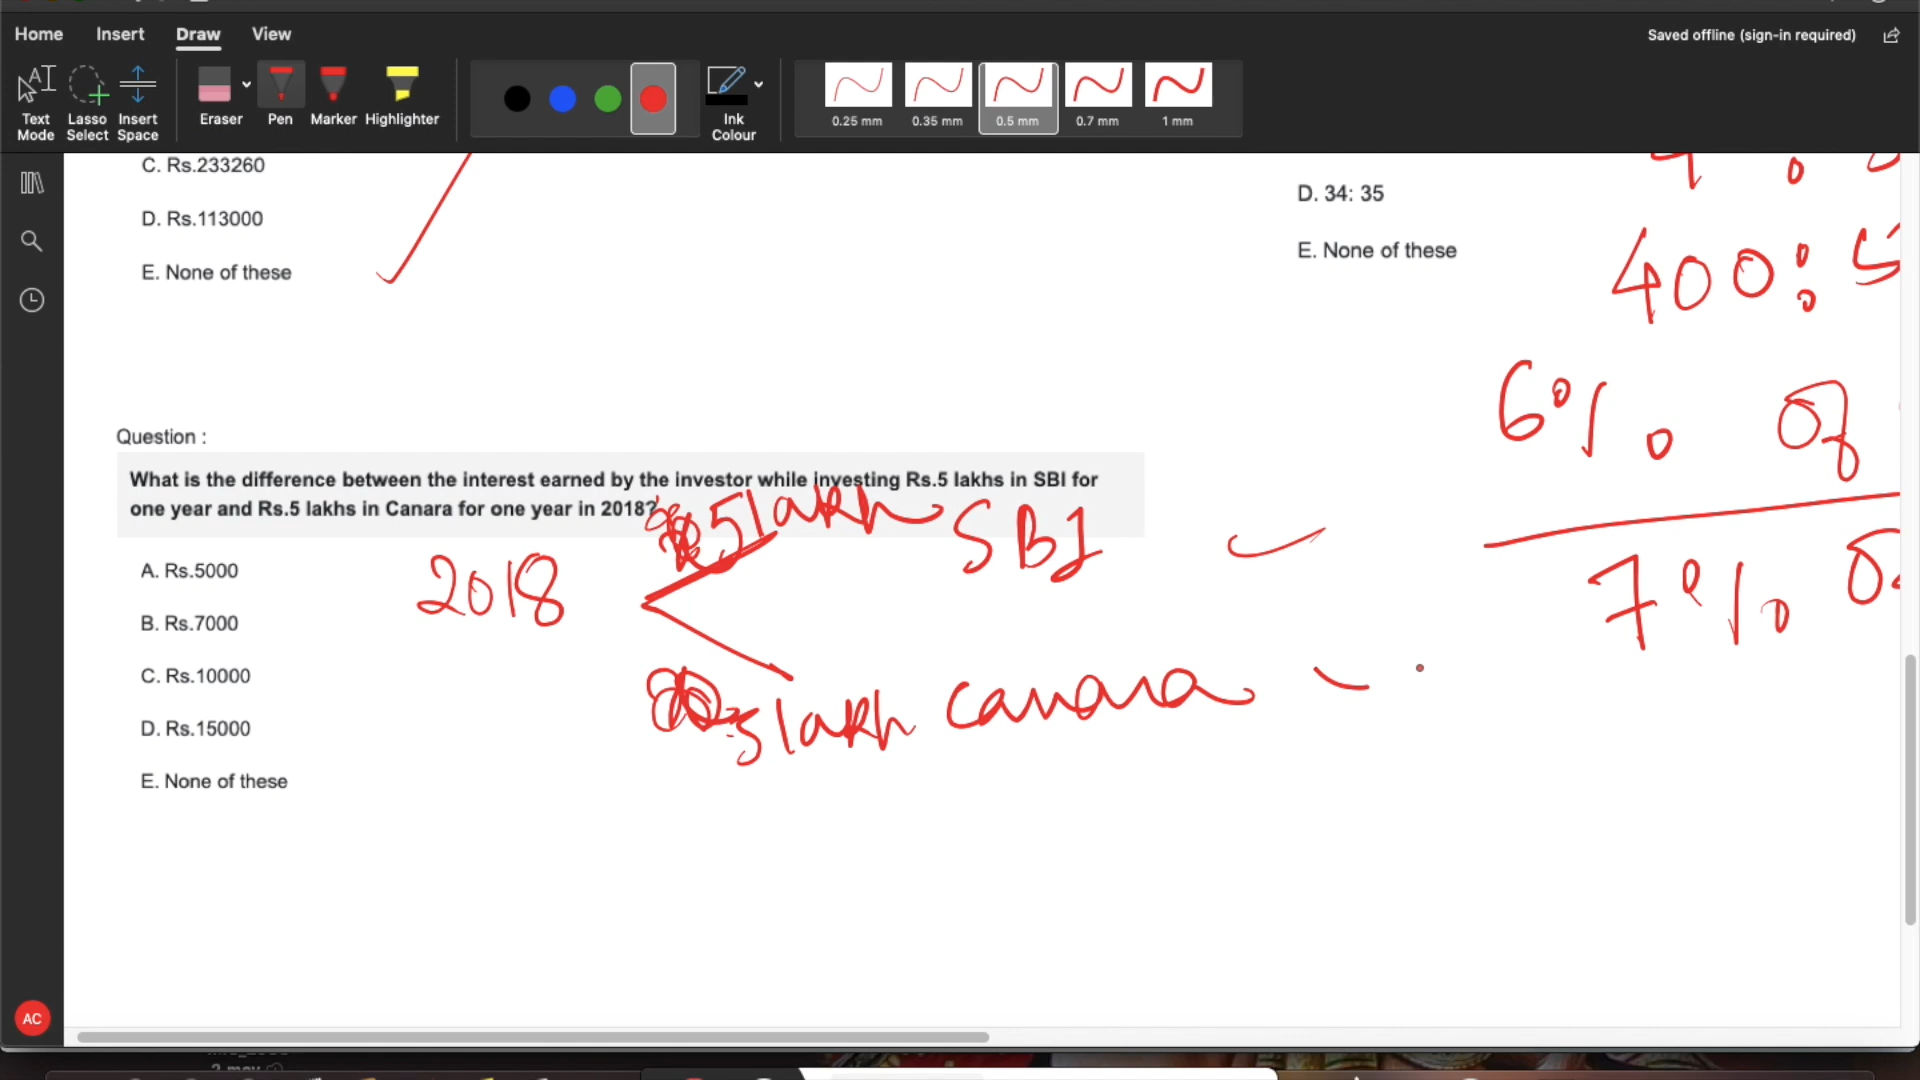 Home Insert Draw View
Saved offline (sign-in required)
Text Mode
Lasso Select
Insert Space
Eraser
Pen
Marker
Highlighter
Ink Colour
0.25 mm
0.35 mm
0.5 mm
0.7 mm
1 mm
C. Rs.233260
D. Rs.113000
E. None of these
D. 34: 35
E. None of these
400:5
6% of
7%
Question :
What is the difference between the interest earned by the investor while investing Rs.5 lakhs in SBI for
one year and Rs.5 lakhs in Canara for one year in 2018?
5 lakh SBI
2018
5 lakh canara
A. Rs.5000
B. Rs.7000
C. Rs.10000
D. Rs.15000
E. None of these
AC